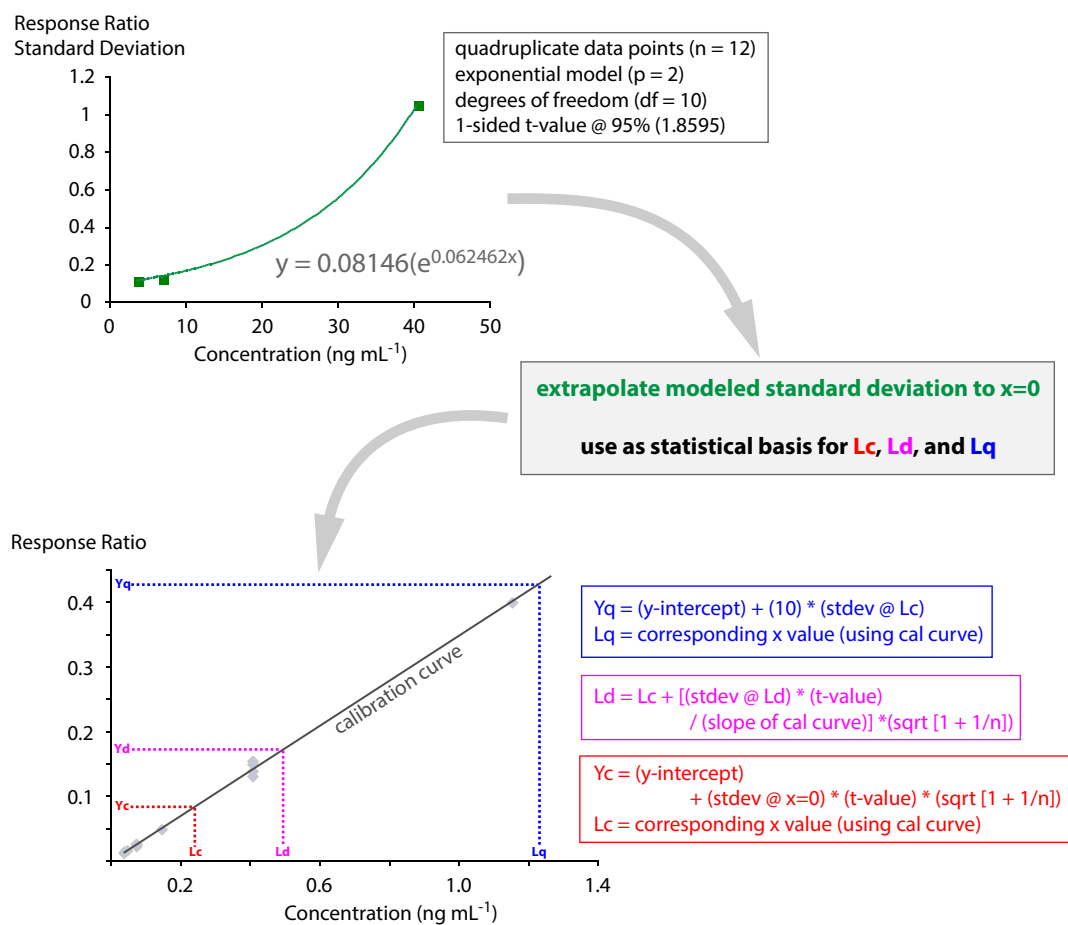 Response Ratio
Standard Deviation
1.2
1
0.8
0.6
0.4
0.2
0
0
10
20
30
40
50
Concentration (ng mL-1)
y = 0.08146(e0.062462x)
quadruplicate data points (n = 12)
exponential model (p = 2)
degrees of freedom (df = 10)
1-sided t-value @ 95% (1.8595)
extrapolate modeled standard deviation to x=0
use as statistical basis for Lc, Ld, and Lq
Response Ratio
Yq
0.4
0.3
0.2
Yd
Yc
0.1
calibration curve
Lc
Ld
Lq
0.2
0.6
1.0
1.4
Concentration (ng mL-1)
Yq = (y-intercept) + (10) * (stdev @ Lc)
Lq = corresponding x value (using cal curve)
Ld = Lc + [(stdev @ Ld) * (t-value)
/ (slope of cal curve)] *(sqrt [1 + 1/n])
Yc = (y-intercept)
+ (stdev @ x=0) * (t-value) * (sqrt [1 + 1/n])
Lc = corresponding x value (using cal curve)